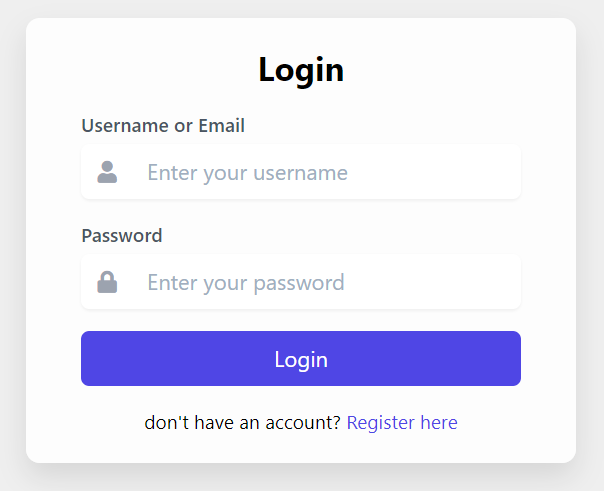 Login
Username or Email
Enter your username
Password
Enter your password
Login
don't have an account? Register here